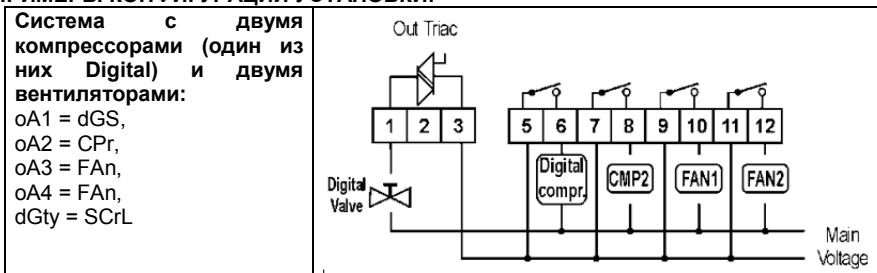 Система с двумя
компрессорами (один из
них Digital) и двумя
вентиляторами:
oA1 = dGS,
oA2 = CPr,
oA3 = FAn,
oA4 = FAn,
dGty = SCrL
Out Triac
1 2 3 5 6 7 8 9 10 11 12
Digital
compr.
CMP2 FAN1 FAN2
Digital
Valve
Main
Voltage